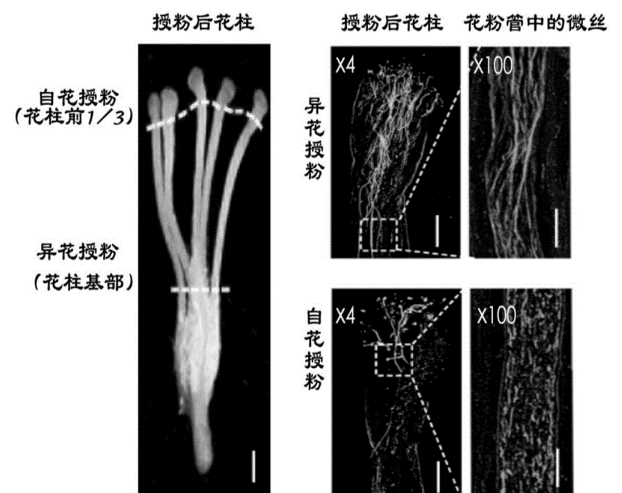 授粉后花柱
自花授粉
(花柱前1/3)
异花授粉
(花柱基部)
授粉后花柱
花粉管中的微丝
异花授粉
X4
X100
自花授粉
X4
X100